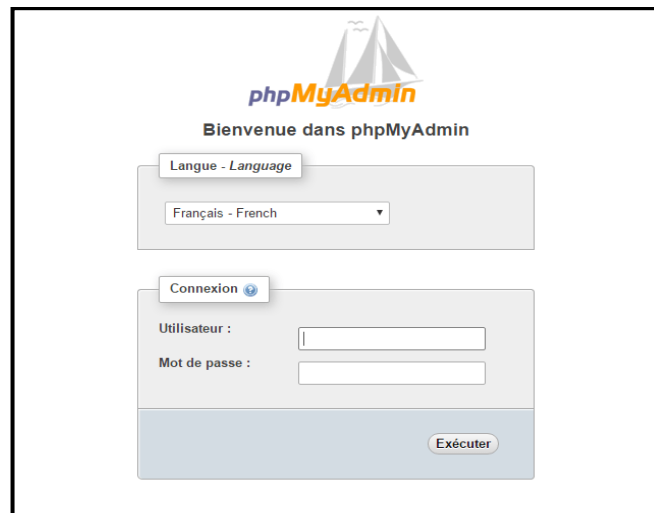 phpMyAdmin
Bienvenue dans phpMyAdmin
Langue - Language
Français - French
Connexion
Utilisateur :
Mot de passe :
Exécuter